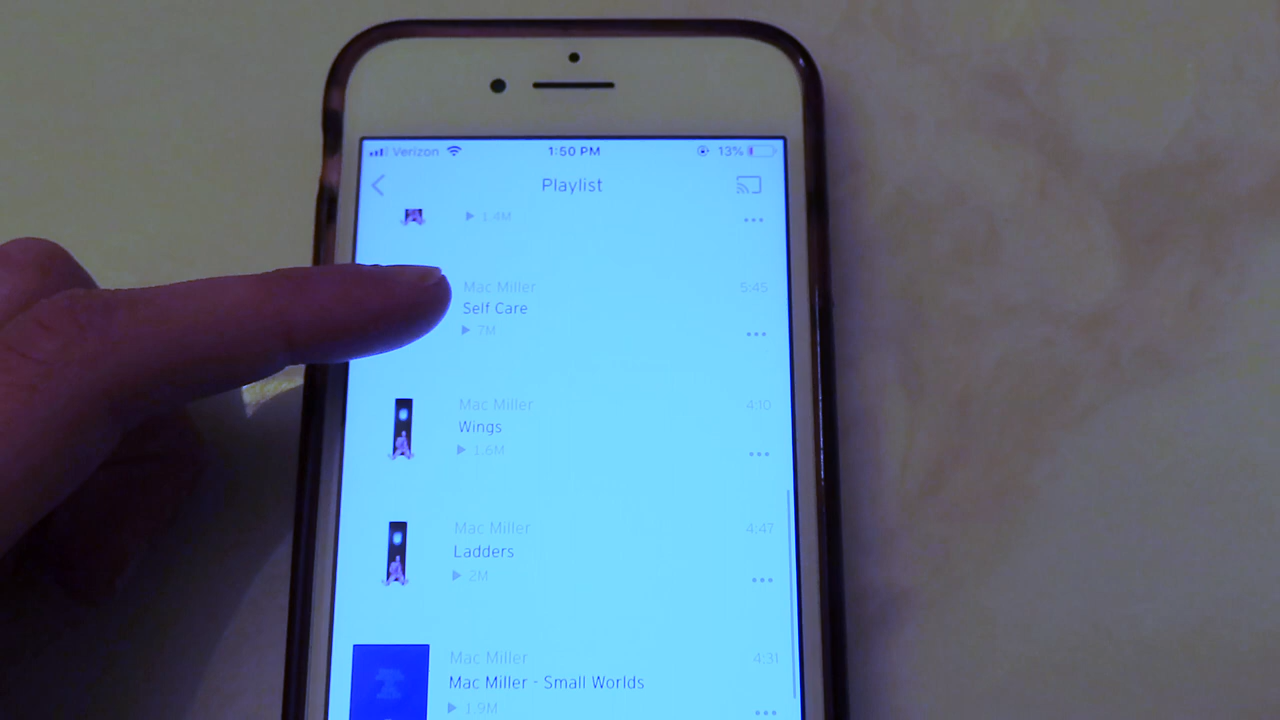 Verizon 1:50 PM 13%
Playlist
1.4M
Mac Miller 5:45
Self Care
7M
Mac Miller 4:10
Wings
1.6M
Mac Miller 4:47
Ladders
2M
Mac Miller 4:31
Mac Miller - Small Worlds
1.9M